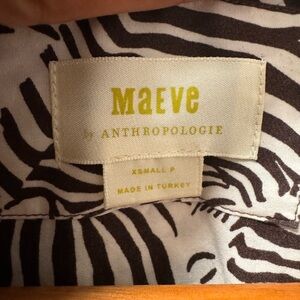 MaEve
by ANTHROPOLOGIE
XSMALL P
MADE IN TURKEY